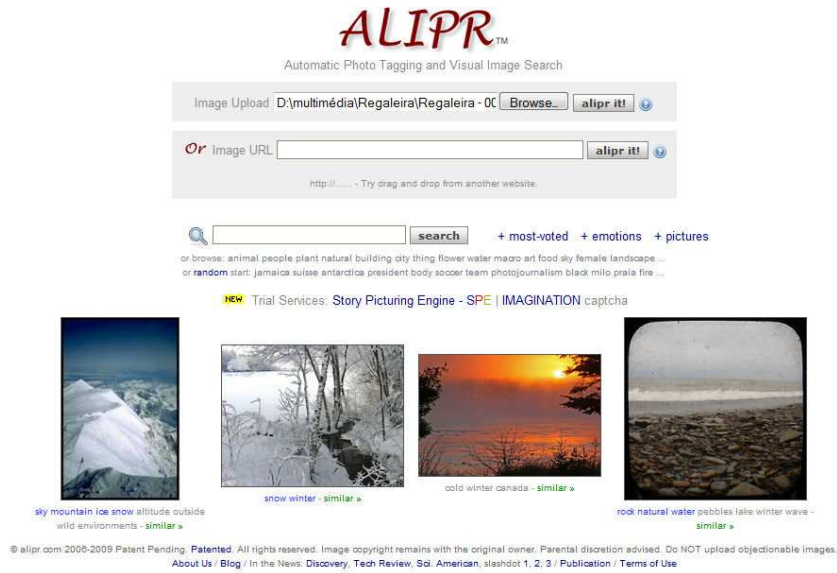 ALIPR™
Automatic Photo Tagging and Visual Image Search
Image Upload D:\multimédia\Regaleira\Regaleira - 00 Browse... alipr it!
Or Image URL alipr it!
http://...... - Try drag and drop from another website.
search + most-voted + emotions + pictures
or browse: animal people plant natural building city thing flower water macro art food sky female landscape ...
or random start: jamaica suisse antarctica president body soccer team photojournalism black milo praia fire ...
NEW Trial Services: Story Picturing Engine - SPE | IMAGINATION captcha
sky mountain ice snow altitude outside
wild environments - similar »
snow winter - similar »
cold winter canada - similar »
rock natural water pebbles lake winter wave -
similar »
© alipr.com 2006-2009 Patent Pending. Patented. All rights reserved. Image copyright remains with the original owner. Parental discretion advised. Do NOT upload objectionable images.
About Us / Blog / In the News: Discovery, Tech Review, Sci. American, slashdot 1, 2, 3 / Publication / Terms of Use